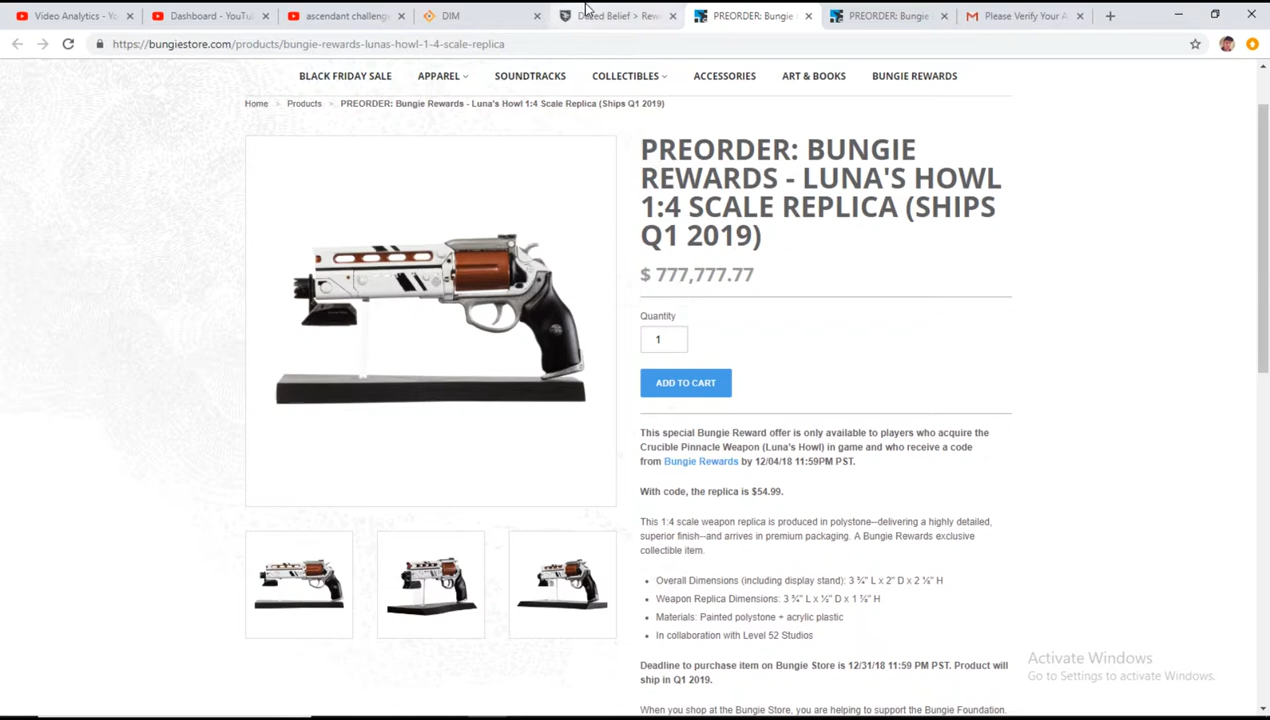 Video Analytics - Yo
Dashboard - YouTu
ascendant challeng
DIM
Dared Belief > Rew
PREORDER: Bungie
PREORDER: Bungie
Please Verify Your A
https://bungiestore.com/products/bungie-rewards-lunas-howl-1-4-scale-replica
BLACK FRIDAY SALE APPAREL SOUNDTRACKS COLLECTIBLES ACCESSORIES ART & BOOKS BUNGIE REWARDS
Home > Products > PREORDER: Bungie Rewards - Luna's Howl 1:4 Scale Replica (Ships Q1 2019)
PREORDER: BUNGIE
REWARDS - LUNA'S HOWL
1:4 SCALE REPLICA (SHIPS
Q1 2019)
$ 777,777.77
Quantity
1
ADD TO CART
This special Bungie Reward offer is only available to players who acquire the
Crucible Pinnacle Weapon (Luna's Howl) in game and who receive a code
from Bungie Rewards by 12/04/18 11:59PM PST.
With code, the replica is $54.99.
This 1:4 scale weapon replica is produced in polystone--delivering a highly detailed,
superior finish--and arrives in premium packaging. A Bungie Rewards exclusive
collectible item.
Overall Dimensions (including display stand): 3 ¾" L x 2" D x 2 ⅛" H
Weapon Replica Dimensions: 3 ¾" L x ½" D x 1 ⅞" H
Materials: Painted polystone + acrylic plastic
In collaboration with Level 52 Studios
Deadline to purchase item on Bungie Store is 12/31/18 11:59 PM PST. Product will
ship in Q1 2019.
When you shop at the Bungie Store, you are helping to support the Bungie Foundation.
Activate Windows
Go to Settings to activate Windows.